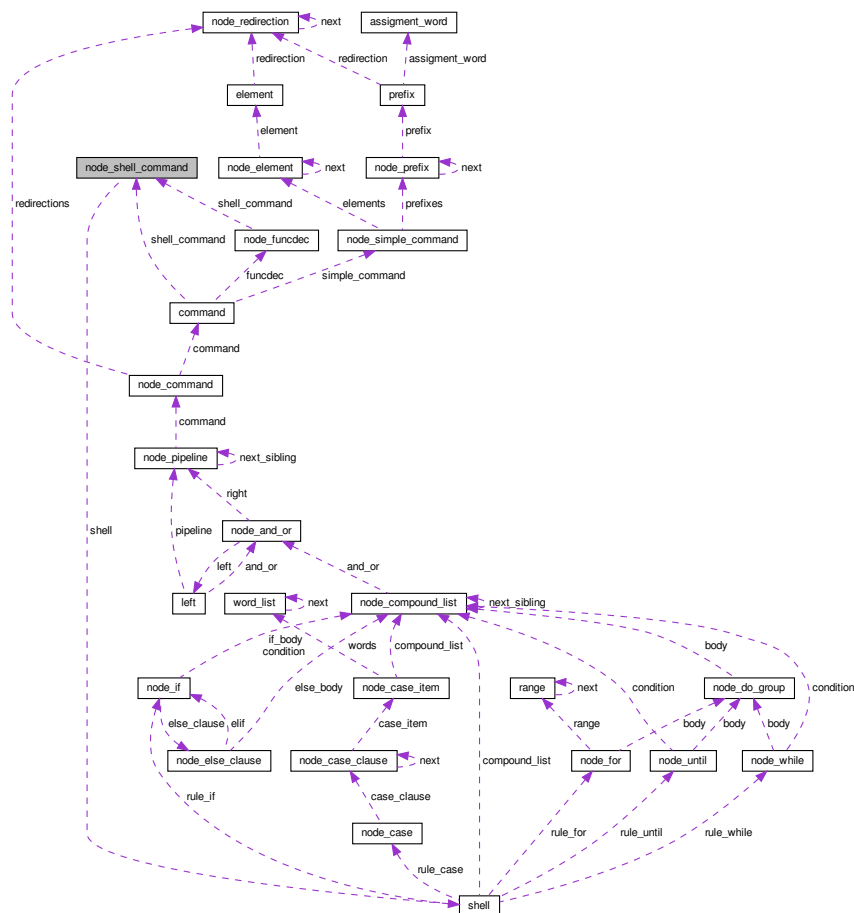 node_redirection
next
assigment_word
redirection
redirection
assigment_word
element
prefix
element
prefix
node_shell_command
node_element
next
node_prefix
next
redirections
shell_command
elements
prefixes
shell_command
node_funcdec
node_simple_command
funcdec
simple_command
command
command
node_command
command
node_pipeline
next_sibling
right
shell
pipeline
node_and_or
left
and_or
and_or
left
word_list
next
node_compound_list
next_sibling
if_body
condition
words
compound_list
body
node_if
else_body
node_case_item
range
next
condition
node_do_group
condition
else_clause
elif
case_item
range
body
body
body
node_else_clause
node_case_clause
next
compound_list
node_for
node_until
node_while
rule_if
case_clause
node_case
rule_for
rule_until
rule_while
rule_case
shell